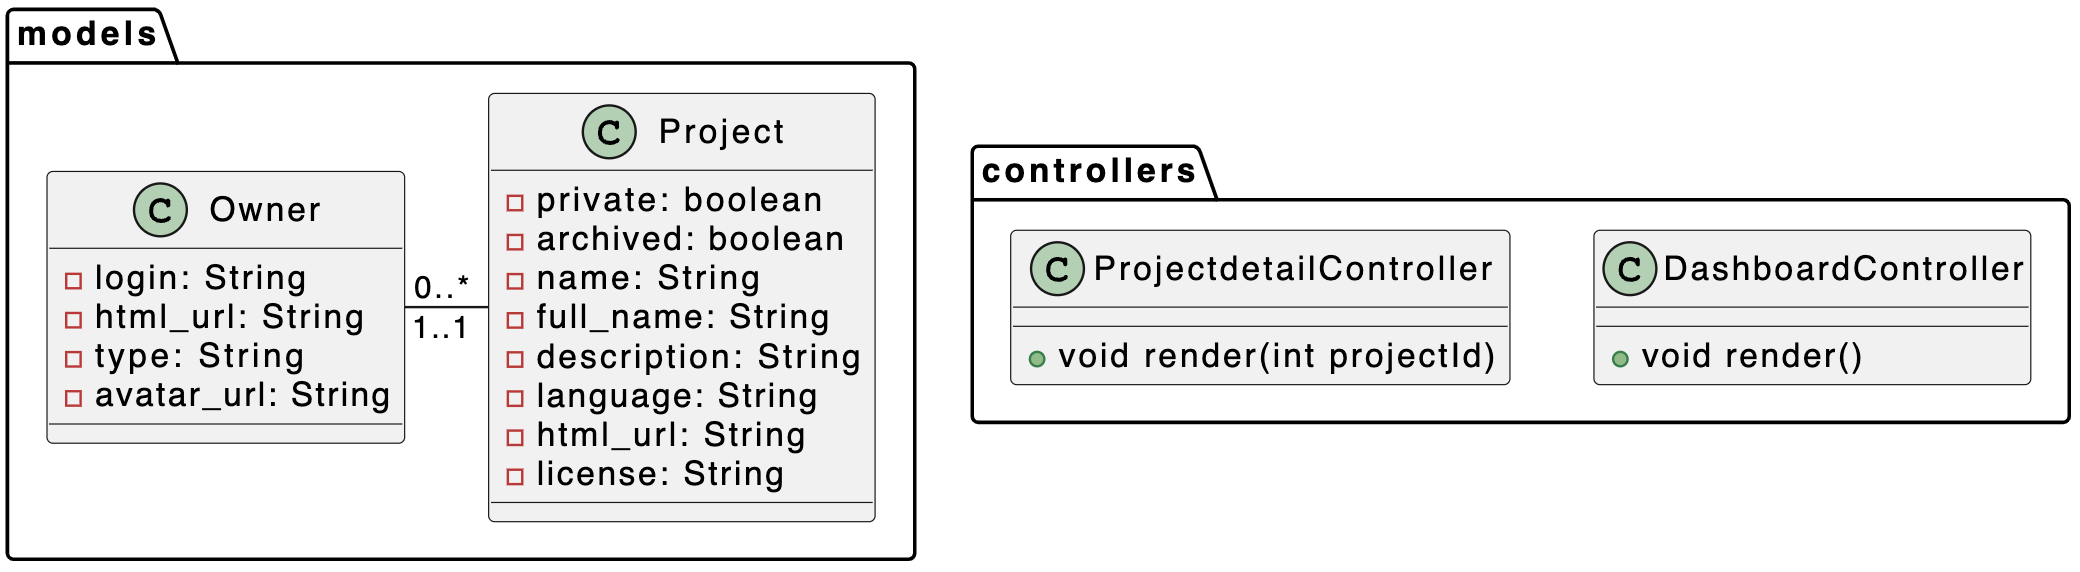 models
C Owner
login: String
html_url: String
type: String
avatar_url: String
0..*
1..1
C Project
private: boolean
archived: boolean
name: String
full_name: String
description: String
language: String
html_url: String
license: String
controllers
C ProjectdetailController
void render(int projectId)
C DashboardController
void render()